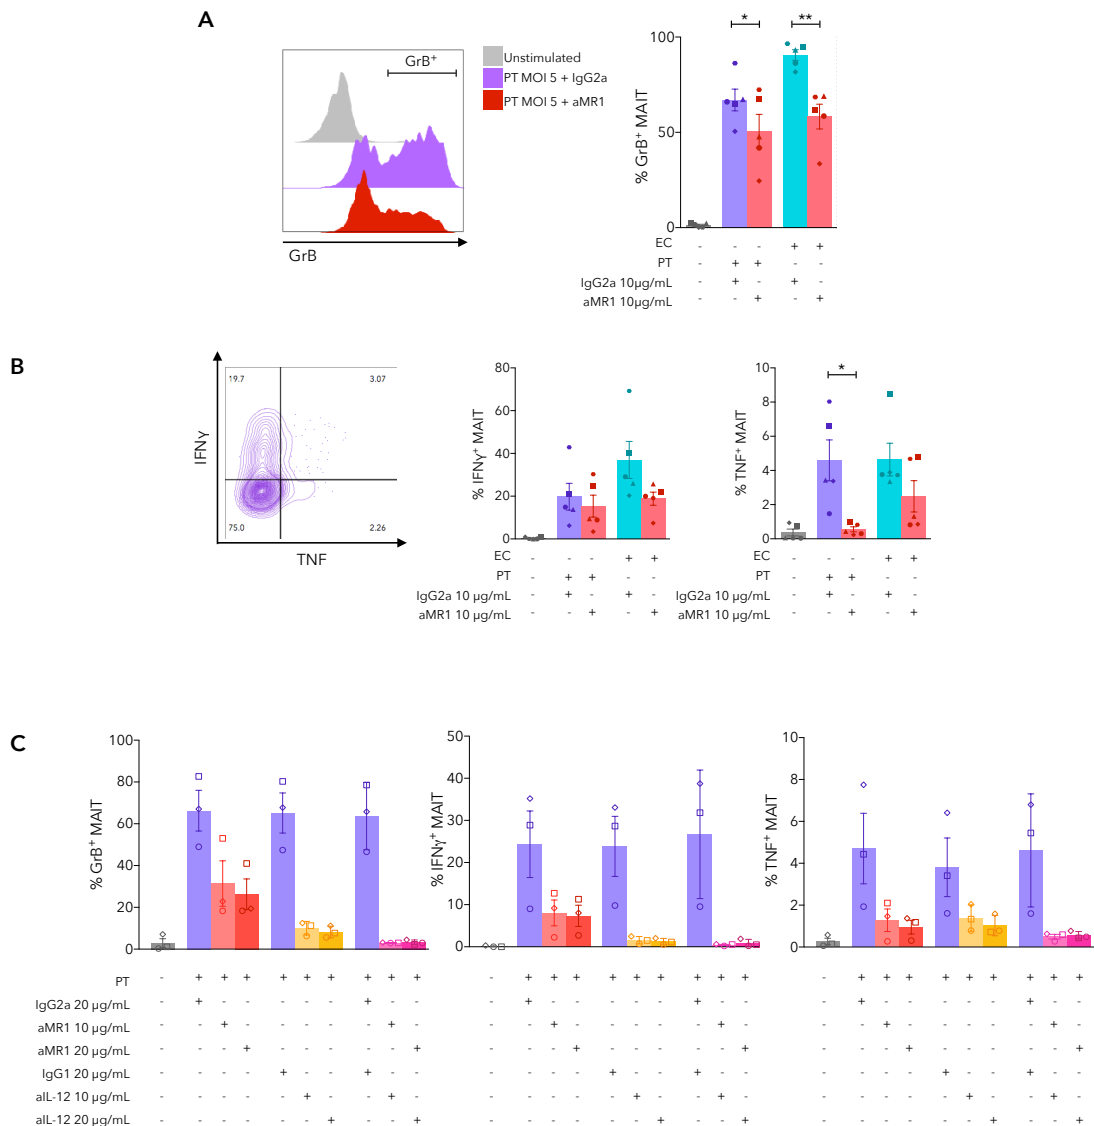 A
GrB⁺
Unstimulated
PT MOI 5 + IgG2a
PT MOI 5 + aMR1
GrB
* **
100
50
0
% GrB⁺ MAIT
EC - - - + +
PT - + + - -
IgG2a 10µg/mL - + - + -
aMR1 10µg/mL - - + - +
B
19.7 3.07
75.0 2.26
IFNγ
TNF
80
60
40
20
0
% IFNγ⁺ MAIT
EC - - - + +
PT - + + - -
IgG2a 10 µg/mL - + - + -
aMR1 10 µg/mL - - + - +
*
10
8
6
4
2
0
% TNF⁺ MAIT
EC - - - + +
PT - + + - -
IgG2a 10 µg/mL - + - + -
aMR1 10 µg/mL - - + - +
C
100
80
60
40
20
0
% GrB⁺ MAIT
50
40
30
20
10
0
% IFNγ⁺ MAIT
10
8
6
4
2
0
% TNF⁺ MAIT
PT - + + + + + + + + + - + + + + + + + + + - + + + + + + + + +
IgG2a 20 µg/mL - + - - - - - + - - - + - - - - - + - - - + - - - - - + - -
aMR1 10 µg/mL - - + - - - - - + - - - + - - - - - + - - - + - - - - - + -
aMR1 20 µg/mL - - - + - - - - - + - - - + - - - - - + - - - + - - - - - +
IgG1 20 µg/mL - - - - + - - + - - - - - - + - - + - - - - - - + - - + - -
aIL-12 10 µg/mL - - - - - + - - + - - - - - - + - - + - - - - - - + - - + -
aIL-12 20 µg/mL - - - - - - + - - + - - - - - - + - - + - - - - - - + - - +